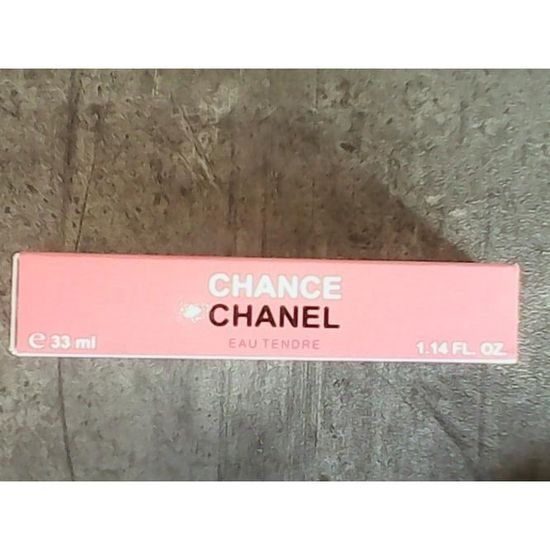 CHANCE
CHANEL
EAU TENDRE
℮ 33 ml
1.14 FL. OZ.